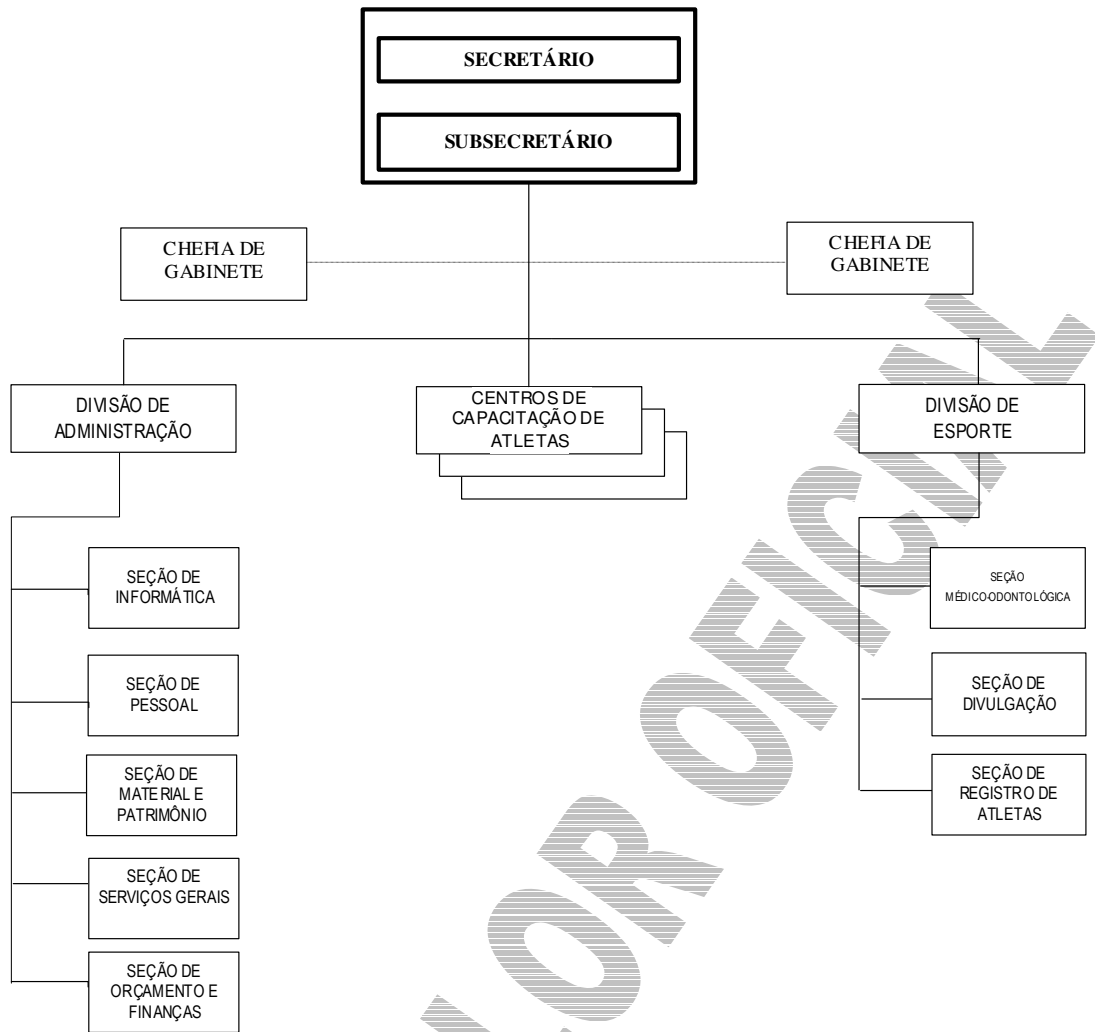 SECRETÁRIO
SUBSECRETÁRIO
CHEFIA DE
GABINETE
CHEFIA DE
GABINETE
DIVISÃO DE
ADMINISTRAÇÃO
CENTROS DE
CAPACITAÇÃO DE
ATLETAS
DIVISÃO DE
ESPORTE
SEÇÃO DE
INFORMÁTICA
SEÇÃO DE
PESSOAL
SEÇÃO DE
MATERIAL E
PATRIMÔNIO
SEÇÃO DE
SERVIÇOS GERAIS
SEÇÃO DE
ORÇAMENTO E
FINANÇAS
SEÇÃO
MÉDICO-ODONTOLÓGICA
SEÇÃO DE
DIVULGAÇÃO
SEÇÃO DE
REGISTRO DE
ATLETAS
OFICIAL